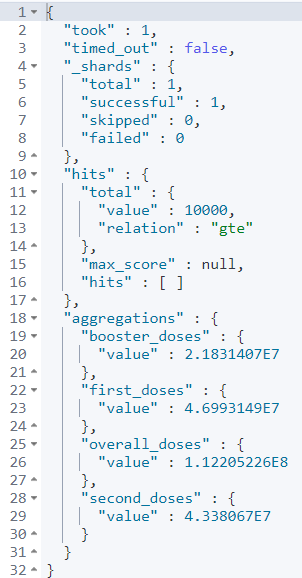 1 {
2   "took" : 1,
3   "timed_out" : false,
4   "_shards" : {
5     "total" : 1,
6     "successful" : 1,
7     "skipped" : 0,
8     "failed" : 0
9   },
10   "hits" : {
11     "total" : {
12       "value" : 10000,
13       "relation" : "gte"
14     },
15     "max_score" : null,
16     "hits" : [ ]
17   },
18   "aggregations" : {
19     "booster_doses" : {
20       "value" : 2.1831407E7
21     },
22     "first_doses" : {
23       "value" : 4.6993149E7
24     },
25     "overall_doses" : {
26       "value" : 1.12205226E8
27     },
28     "second_doses" : {
29       "value" : 4.338067E7
30     }
31   }
32 }